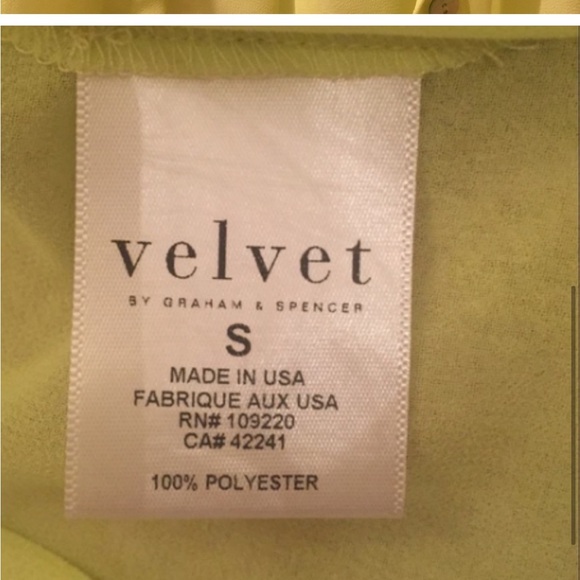 velvet
BY GRAHAM & SPENCER
S
MADE IN USA
FABRIQUE AUX USA
RN# 109220
CA# 42241
100% POLYESTER